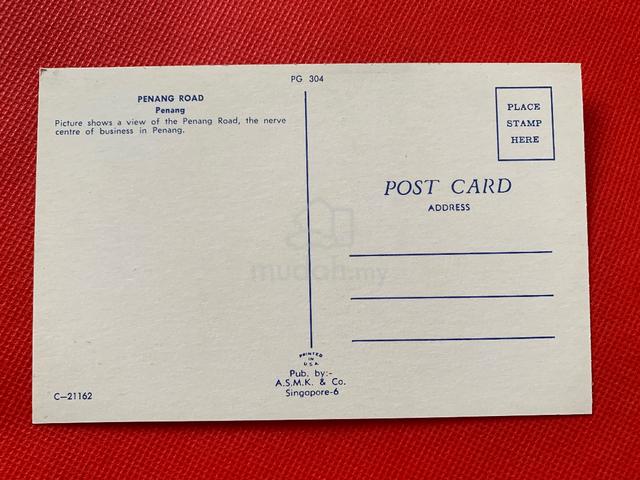 PG 304
PENANG ROAD
Penang
Picture shows a view of the Penang Road, the nerve
centre of business in Penang.
PLACE
STAMP
HERE
POST CARD
ADDRESS
mudah.my
PRINTED
IN
U.S.A.
Pub. by:-
A.S.M.K. & Co.
Singapore-6
C-21162